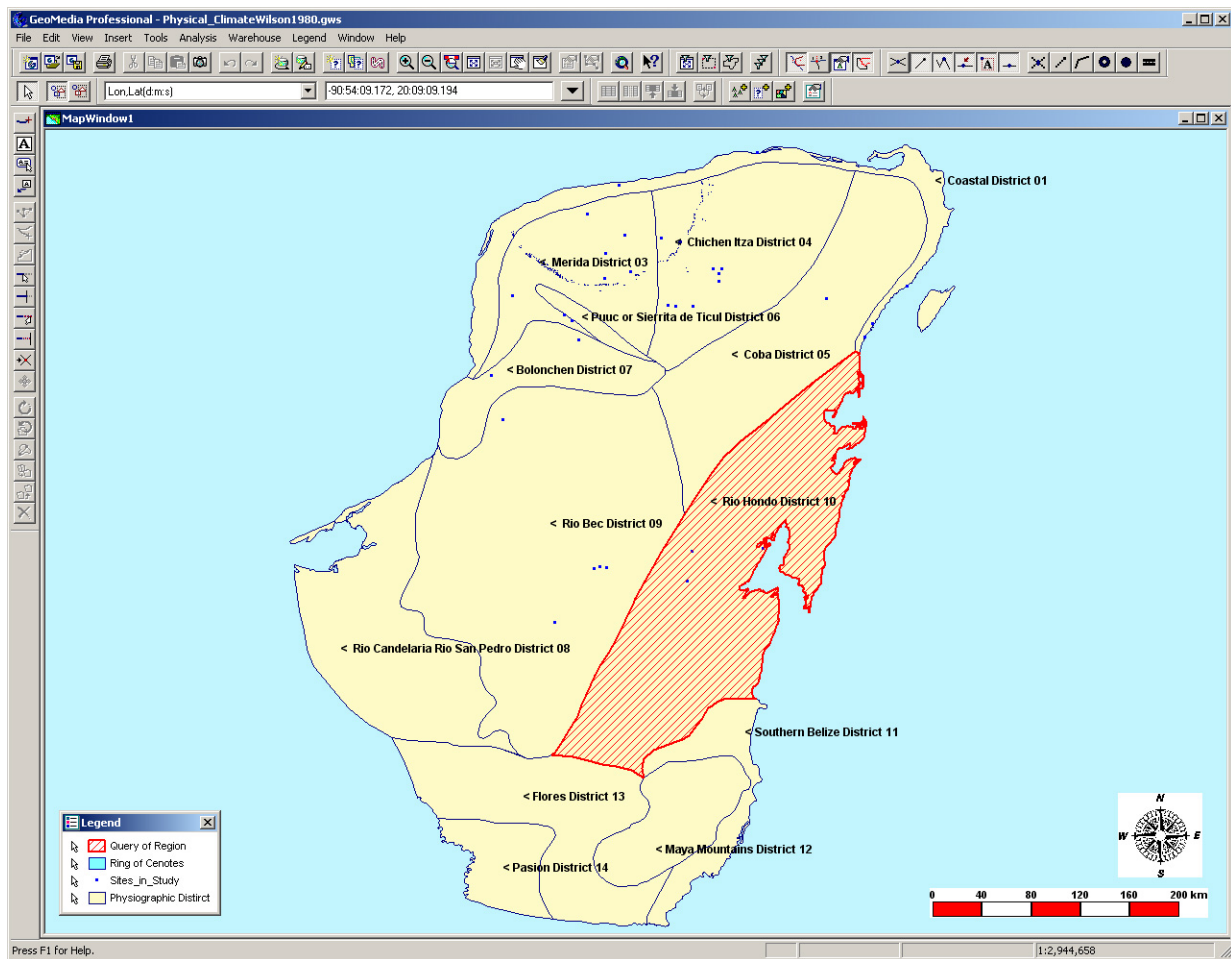 GeoMedia Professional - Physical_ClimateWilson1980.gws
File Edit View Insert Tools Analysis Warehouse Legend Window Help
Lon,Lat(d:m:s) -90:54:09.172, 20:09:09.194
MapWindow1
< Coastal District 01
< Chichen Itza District 04
< Merida District 03
< Puuc or Sierrita de Ticul District 06
< Coba District 05
< Bolonchen District 07
< Rio Hondo District 10
< Rio Bec District 09
< Rio Candelaria Rio San Pedro District 08
< Southern Belize District 11
< Flores District 13
< Maya Mountains District 12
< Pasion District 14
Legend
Query of Region
Ring of Cenotes
Sites_in_Study
Physiographic Distirct
N
W E
S
0 40 80 120 160 200 km
Press F1 for Help.
1:2,944,658